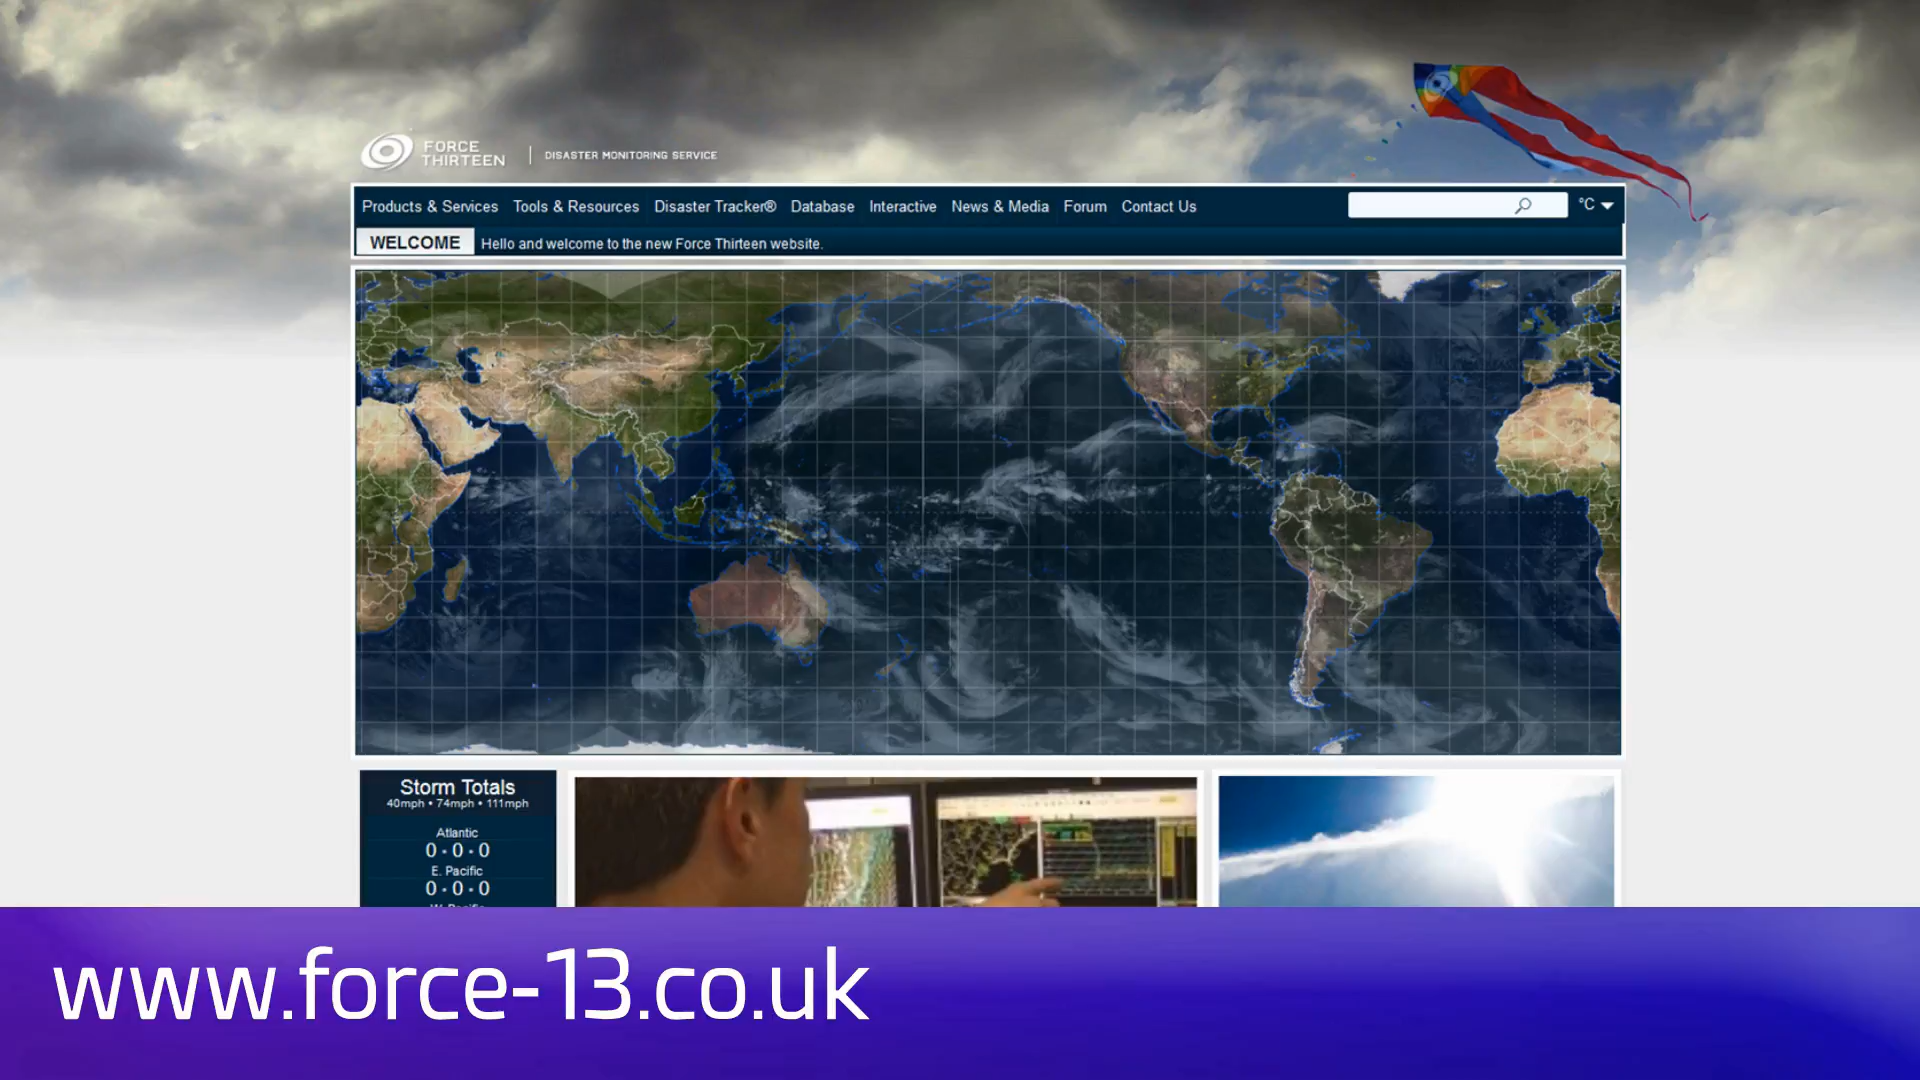 FORCE
THIRTEEN
DISASTER MONITORING SERVICE
Products & Services Tools & Resources Disaster Tracker® Database Interactive News & Media Forum Contact Us °C
WELCOME Hello and welcome to the new Force Thirteen website.
Storm Totals
40mph • 74mph • 111mph
Atlantic
0 - 0 - 0
E. Pacific
0 - 0 - 0
www.force-13.co.uk